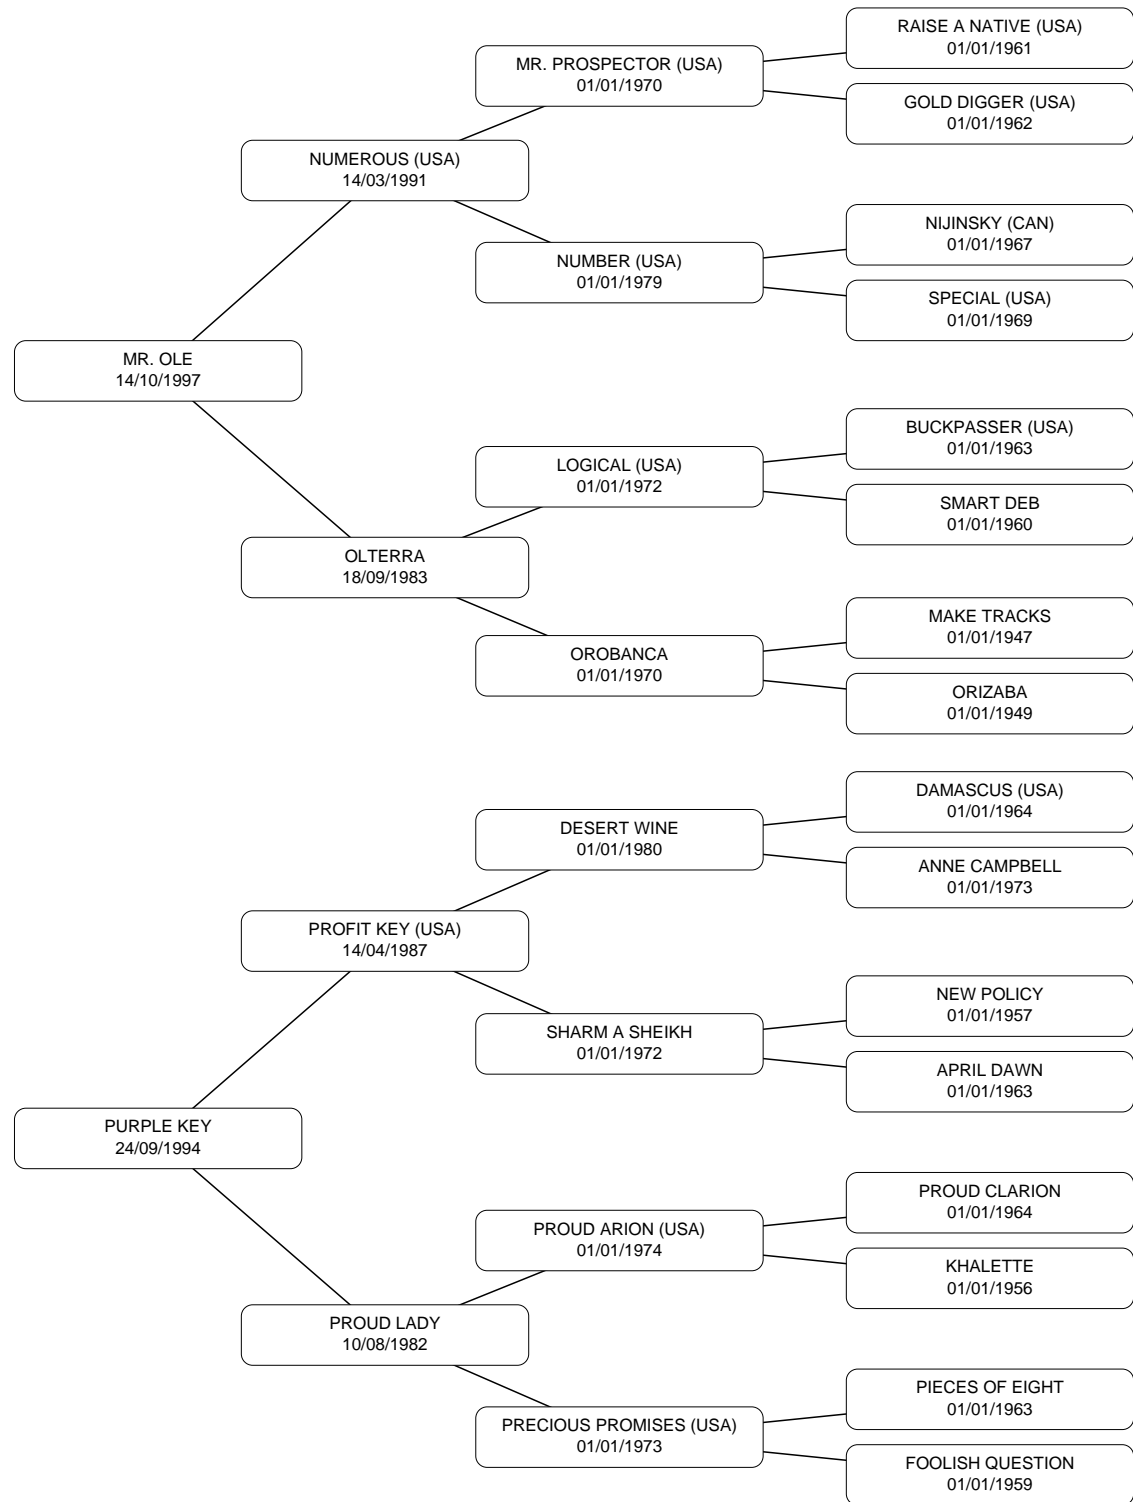 RAISE A NATIVE (USA)
01/01/1961
MR. PROSPECTOR (USA)
01/01/1970
GOLD DIGGER (USA)
01/01/1962
NUMEROUS (USA)
14/03/1991
NIJINSKY (CAN)
01/01/1967
NUMBER (USA)
01/01/1979
SPECIAL (USA)
01/01/1969
MR. OLE
14/10/1997
BUCKPASSER (USA)
01/01/1963
LOGICAL (USA)
01/01/1972
SMART DEB
01/01/1960
OLTERRA
18/09/1983
MAKE TRACKS
01/01/1947
OROBANCA
01/01/1970
ORIZABA
01/01/1949
DAMASCUS (USA)
01/01/1964
DESERT WINE
01/01/1980
ANNE CAMPBELL
01/01/1973
PROFIT KEY (USA)
14/04/1987
NEW POLICY
01/01/1957
SHARM A SHEIKH
01/01/1972
APRIL DAWN
01/01/1963
PURPLE KEY
24/09/1994
PROUD CLARION
01/01/1964
PROUD ARION (USA)
01/01/1974
KHALETTE
01/01/1956
PROUD LADY
10/08/1982
PIECES OF EIGHT
01/01/1963
PRECIOUS PROMISES (USA)
01/01/1973
FOOLISH QUESTION
01/01/1959